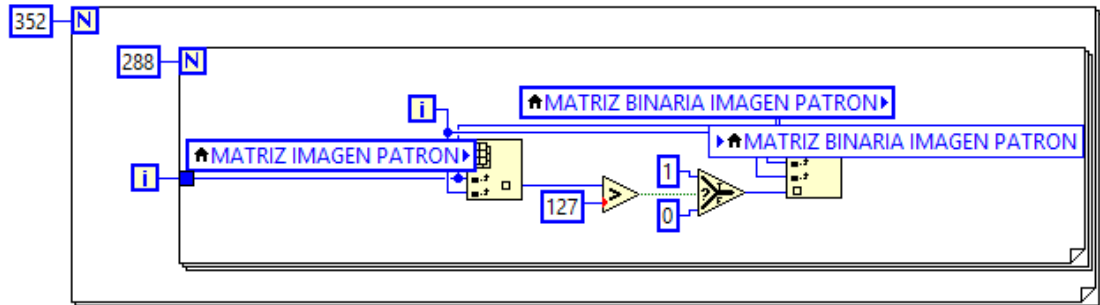 352 N
288 N
i
MATRIZ BINARIA IMAGEN PATRON
MATRIZ IMAGEN PATRON
MATRIZ BINARIA IMAGEN PATRON
i
127
>
1
?
T
F
0